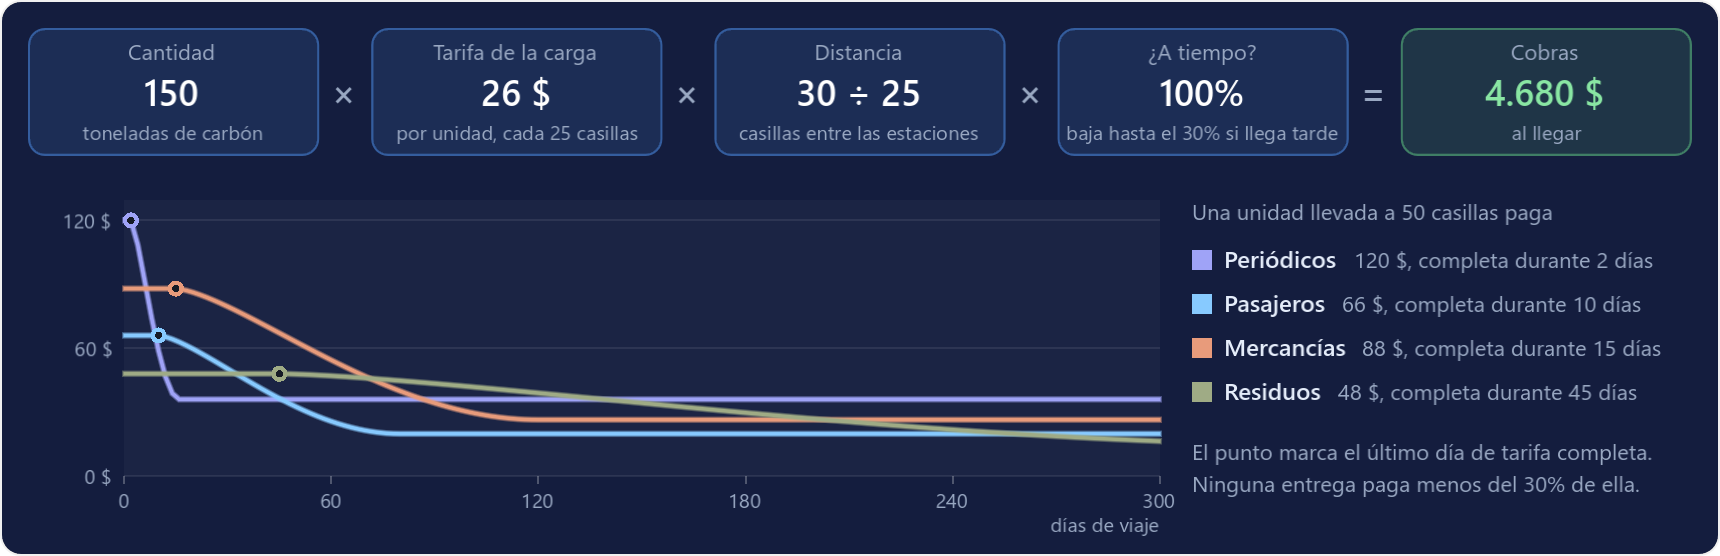 Cantidad
150
toneladas de carbón
×
Tarifa de la carga
26 $
por unidad, cada 25 casillas
×
Distancia
30 ÷ 25
casillas entre las estaciones
×
¿A tiempo?
100%
baja hasta el 30% si llega tarde
=
Cobras
4.680 $
al llegar
120 $
60 $
0 $
0
60
120
180
240
300
días de viaje
Una unidad llevada a 50 casillas paga
Periódicos 120 $, completa durante 2 días
Pasajeros 66 $, completa durante 10 días
Mercancías 88 $, completa durante 15 días
Residuos 48 $, completa durante 45 días
El punto marca el último día de tarifa completa.
Ninguna entrega paga menos del 30% de ella.